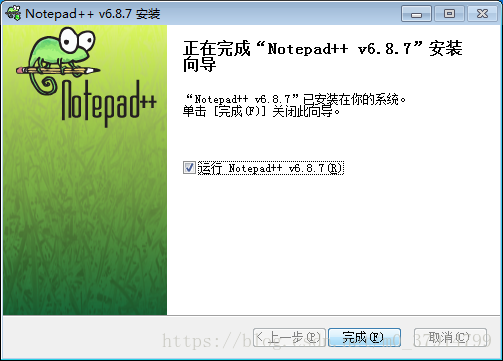 Notepad++ v6.8.7 安装
Notepad++
正在完成“Notepad++ v6.8.7”安装
向导
“Notepad++ v6.8.7”已安装在你的系统。
单击 [完成(F)] 关闭此向导。
运行 Notepad++ v6.8.7(R)
< 上一步(P)
完成(F)
取消(C)
https://blog.